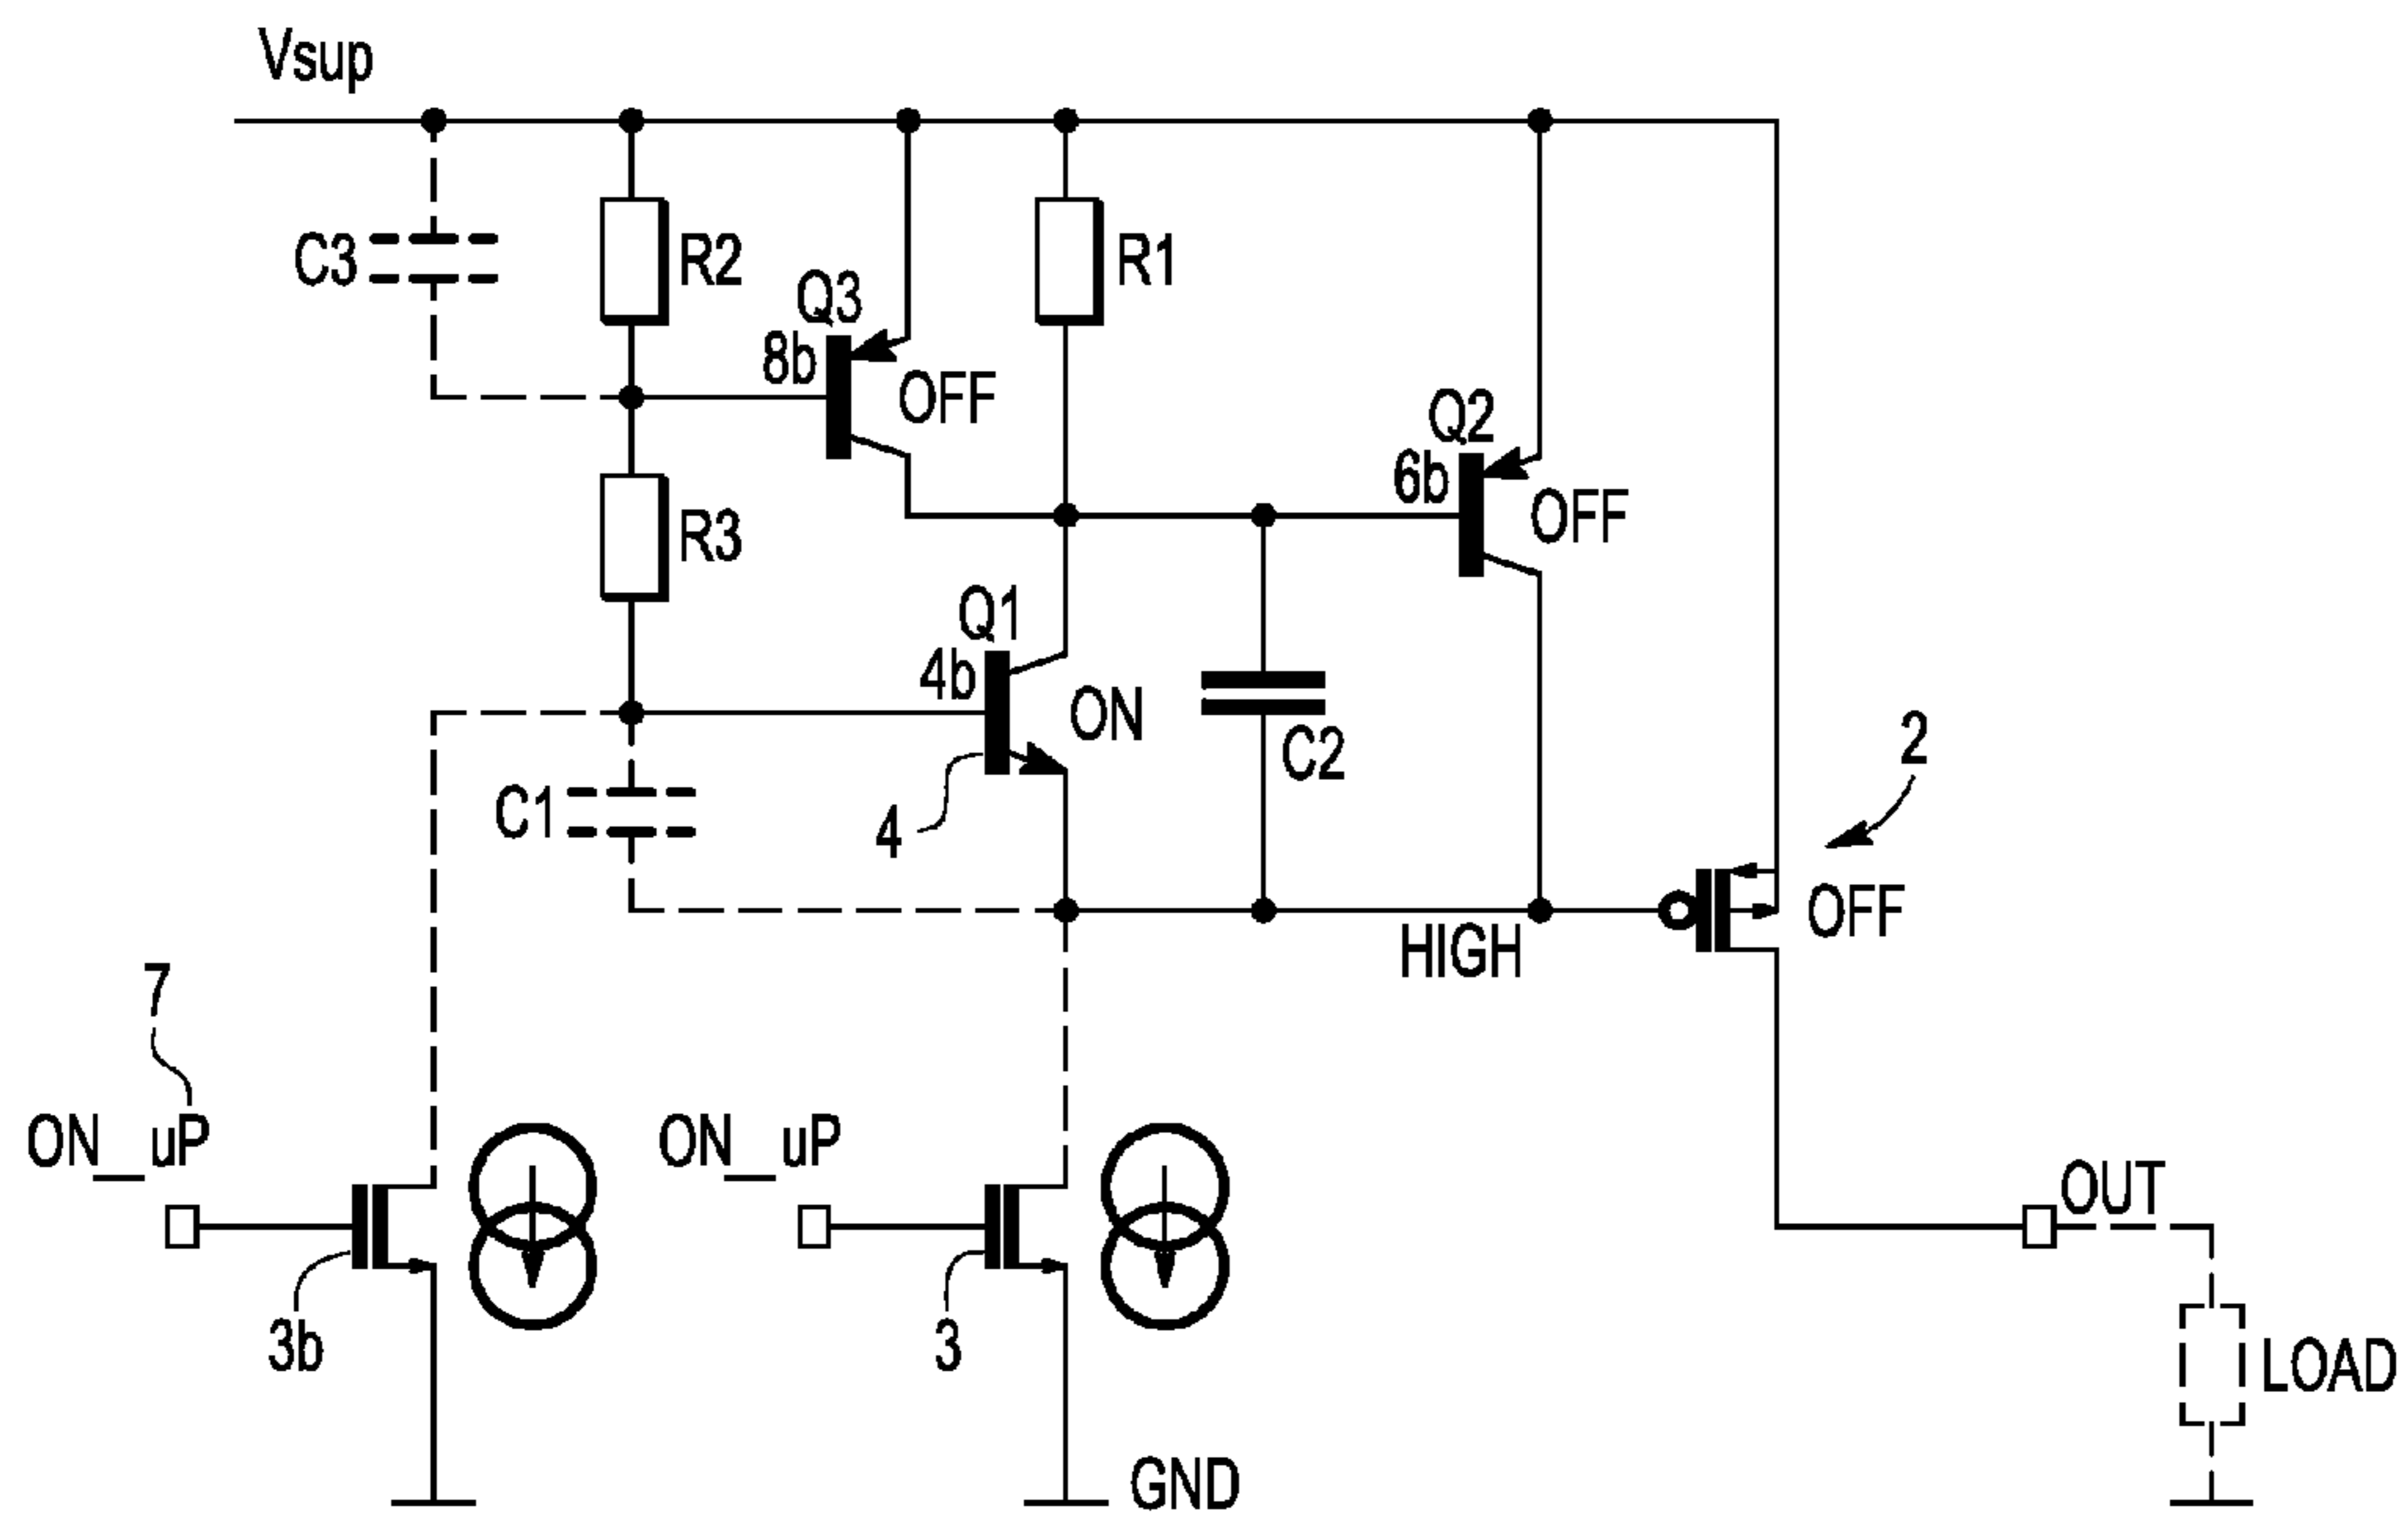 Vsup
C3
R2
R1
Q3
8b
OFF
Q2
6b
OFF
R3
Q1
4b
ON
C2
2
C1
4
OFF
HIGH
7
ON_uP
ON_uP
OUT
3b
3
LOAD
GND